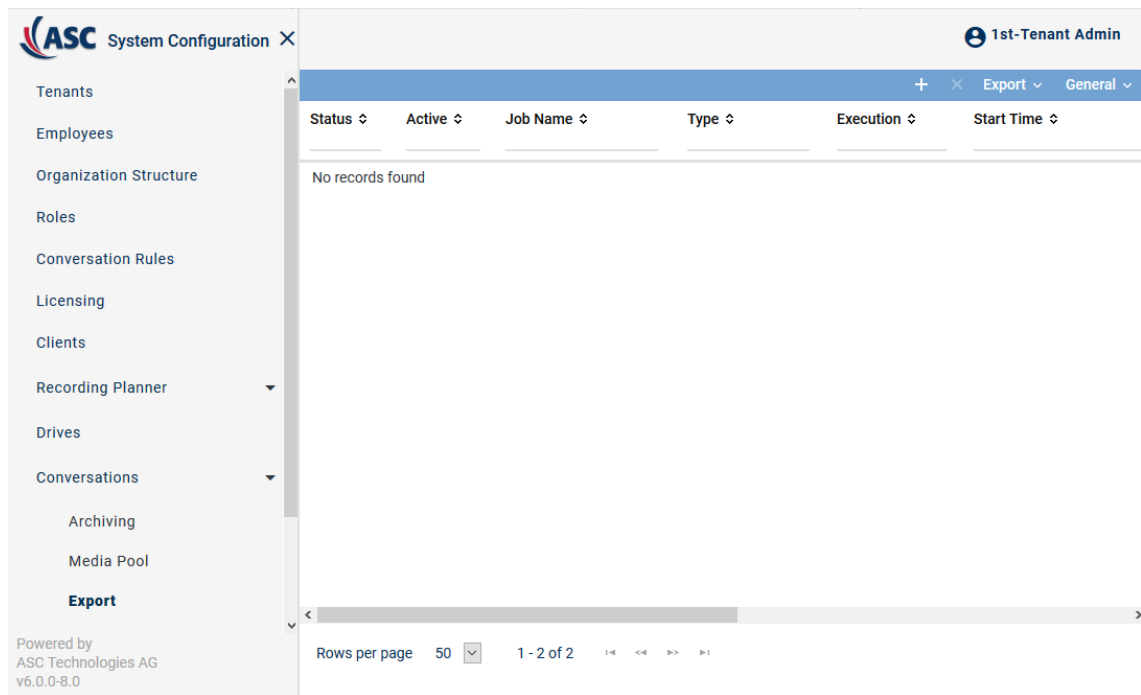 ASC System Configuration
1st-Tenant Admin
Tenants
Employees
Organization Structure
Roles
Conversation Rules
Licensing
Clients
Recording Planner
Drives
Conversations
Archiving
Media Pool
Export
Powered by
ASC Technologies AG
v6.0.0-8.0
Export General
Status Active Job Name Type Execution Start Time
No records found
Rows per page 50 1 - 2 of 2